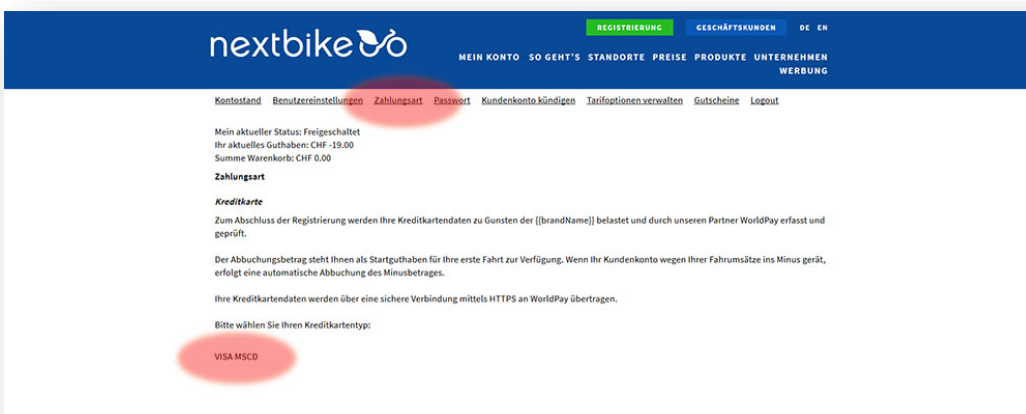 REGISTRIERUNG GESCHÄFTSKUNDEN DE EN
nextbike
MEIN KONTO SO GEHT'S STANDORTE PREISE PRODUKTE UNTERNEHMEN
WERBUNG
Kontostand Benutzereinstellungen Zahlungsart Passwort Kundenkonto kündigen Tarifoptionen verwalten Gutscheine Logout
Mein aktueller Status: Freigeschaltet
Ihr aktuelles Guthaben: CHF -19.00
Summe Warenkorb: CHF 0.00
Zahlungsart
Kreditkarte
Zum Abschluss der Registrierung werden Ihre Kreditkartendaten zu Gunsten der {{brandName}} belastet und durch unseren Partner WorldPay erfasst und
geprüft.
Der Abbuchungsbetrag steht Ihnen als Startguthaben für Ihre erste Fahrt zur Verfügung. Wenn Ihr Kundenkonto wegen Ihrer Fahrumsätze ins Minus gerät,
erfolgt eine automatische Abbuchung des Minusbetrages.
Ihre Kreditkartendaten werden über eine sichere Verbindung mittels HTTPS an WorldPay übertragen.
Bitte wählen Sie Ihren Kreditkartentyp:
VISA MSCD